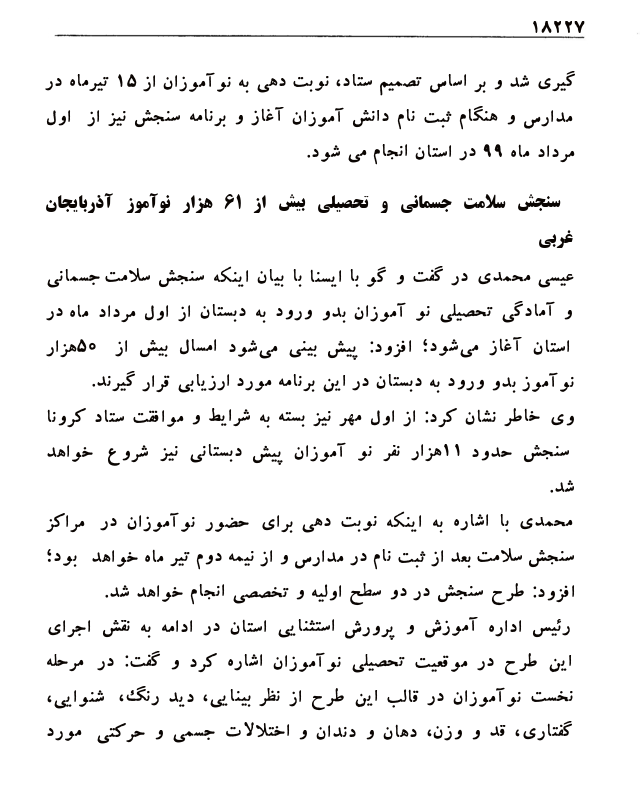 ۱۸۲۲۷
گیری شد و بر اساس تصمیم ستاد، نوبت دهی به نوآموزان از ۱۵ تیرماه در
مدارس و هنگام ثبت نام دانش آموزان آغاز و برنامه سنجش نیز از اول
مرداد ماه ۹۹ در استان انجام می شود.
سنجش سلامت جسمانی و تحصیلی بیش از ۶۱ هزار نوآموز آذربایجان
غربی
عیسی محمدی در گفت و گو با ایسنا با بیان اینکه سنجش سلامت جسمانی
و آمادگی تحصیلی نو آموزان بدو ورود به دبستان از اول مرداد ماه در
استان آغاز می‌شود؛ افزود: پیش بینی می‌شود امسال بیش از ۵۰هزار
نوآموز بدو ورود به دبستان در این برنامه مورد ارزیابی قرار گیرند.
وی خاطر نشان کرد: از اول مهر نیز بسته به شرایط و موافقت ستاد کرونا
سنجش حدود ۱۱هزار نفر نو آموزان پیش دبستانی نیز شروع خواهد
شد.
محمدی با اشاره به اینکه نوبت دهی برای حضور نوآموزان در مراکز
سنجش سلامت بعد از ثبت نام در مدارس و از نیمه دوم تیر ماه خواهد بود؛
افزود: طرح سنجش در دو سطح اولیه و تخصصی انجام خواهد شد.
رئیس اداره آموزش و پرورش استثنایی استان در ادامه به نقش اجرای
این طرح در موقعیت تحصیلی نوآموزان اشاره کرد و گفت: در مرحله
نخست نوآموزان در قالب این طرح از نظر بینایی، دید رنگ، شنوایی،
گفتاری، قد و وزن، دهان و دندان و اختلالات جسمی و حرکتی مورد